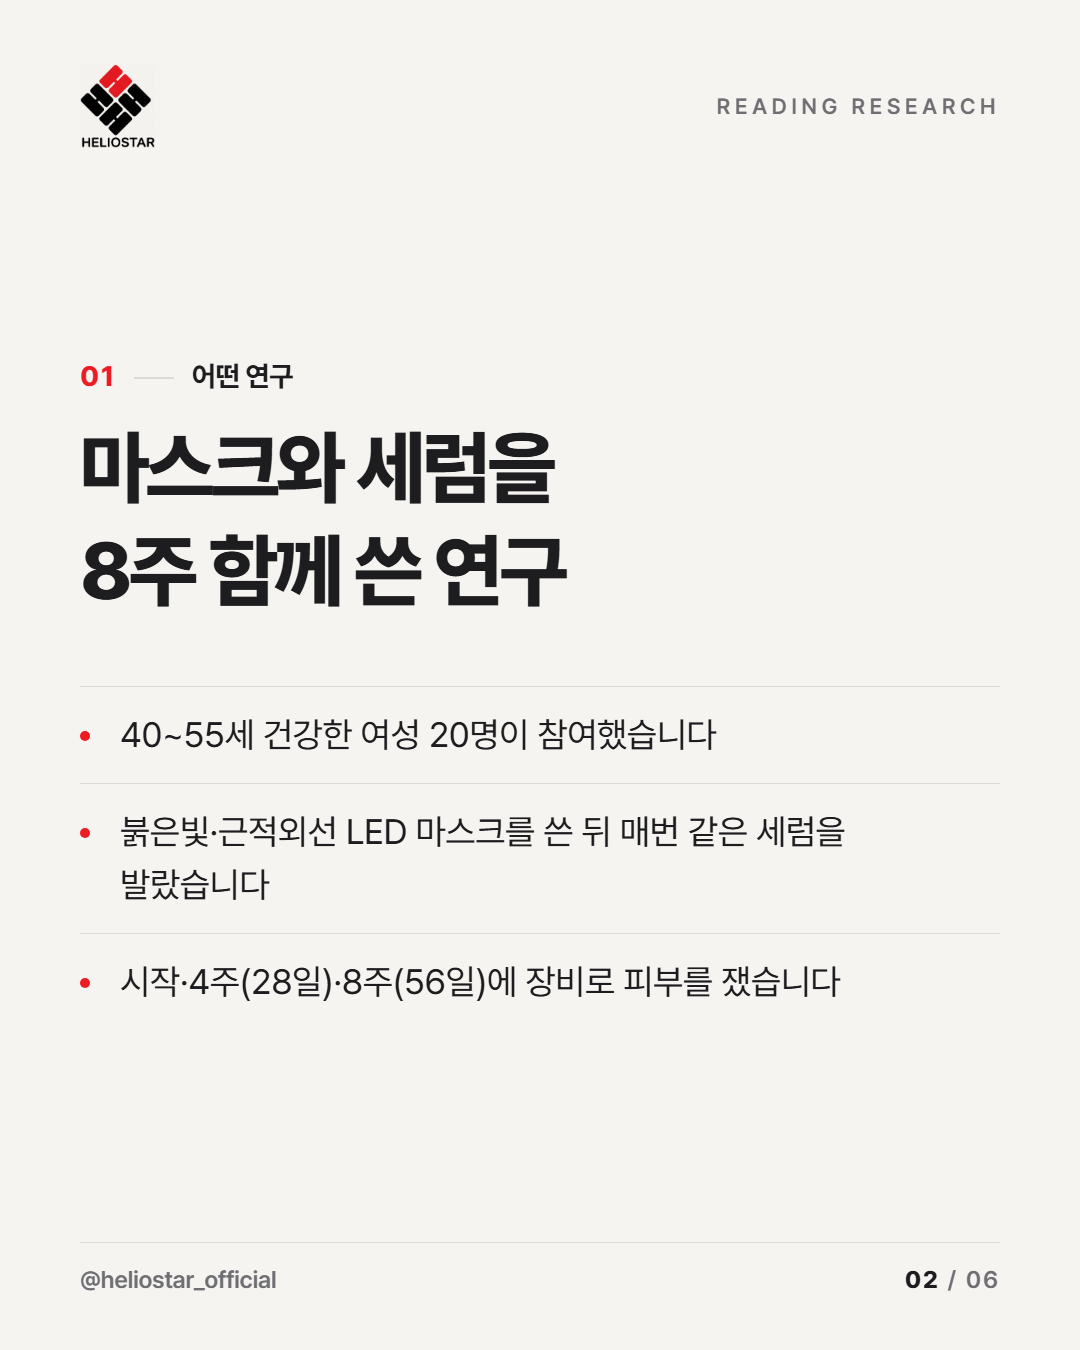 HELIOSTAR
READING RESEARCH
01 어떤 연구
마스크와 세럼을
8주 함께 쓴 연구
• 40~55세 건강한 여성 20명이 참여했습니다
• 붉은빛·근적외선 LED 마스크를 쓴 뒤 매번 같은 세럼을
발랐습니다
• 시작·4주(28일)·8주(56일)에 장비로 피부를 쟀습니다
@heliostar_official
02 / 06